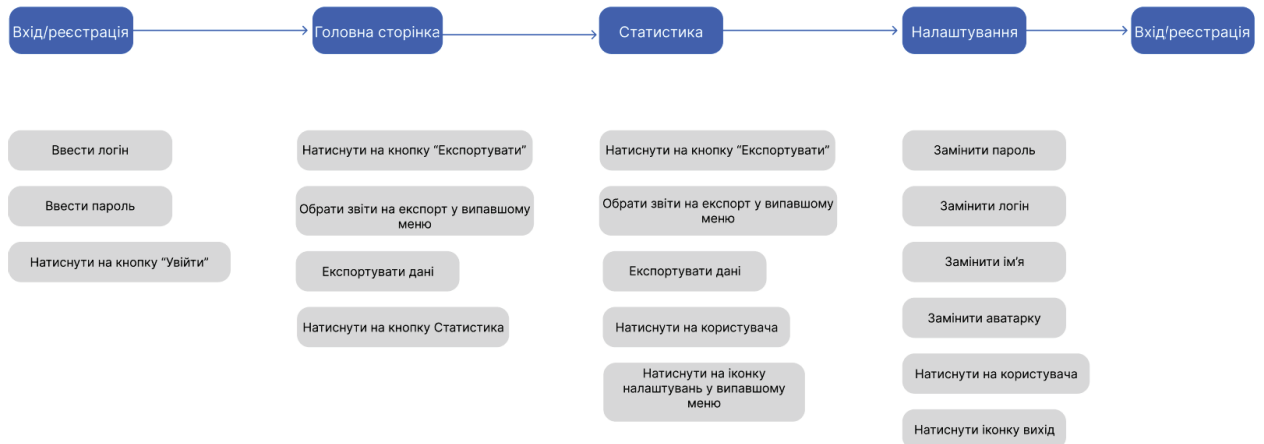 Вхід/реєстрація
Головна сторінка
Статистика
Налаштування
Вхід/реєстрація
Ввести логін
Ввести пароль
Натиснути на кнопку “Увійти”
Натиснути на кнопку “Експортувати”
Обрати звіти на експорт у випавшому
меню
Експортувати дані
Натиснути на кнопку Статистика
Натиснути на кнопку “Експортувати”
Обрати звіти на експорт у випавшому
меню
Експортувати дані
Натиснути на користувача
Натиснути на іконку
налаштувань у випавшому
меню
Замінити пароль
Замінити логін
Замінити ім’я
Замінити аватарку
Натиснути на користувача
Натиснути іконку вихід